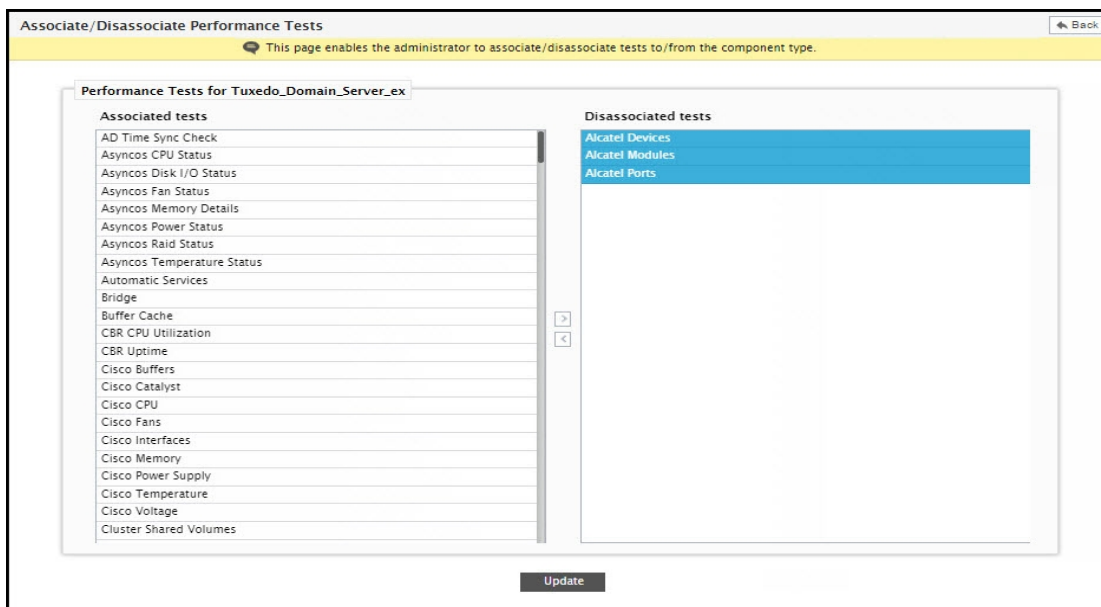 Associate/Disassociate Performance Tests
Back
This page enables the administrator to associate/disassociate tests to/from the component type.
Performance Tests for Tuxedo_Domain_Server_ex
Associated tests
AD Time Sync Check
Asyncos CPU Status
Asyncos Disk I/O Status
Asyncos Fan Status
Asyncos Memory Details
Asyncos Power Status
Asyncos Raid Status
Asyncos Temperature Status
Automatic Services
Bridge
Buffer Cache
CBR CPU Utilization
CBR Uptime
Cisco Buffers
Cisco Catalyst
Cisco CPU
Cisco Fans
Cisco Interfaces
Cisco Memory
Cisco Power Supply
Cisco Temperature
Cisco Voltage
Cluster Shared Volumes
>
<
Disassociated tests
Alcatel Devices
Alcatel Modules
Alcatel Ports
Update